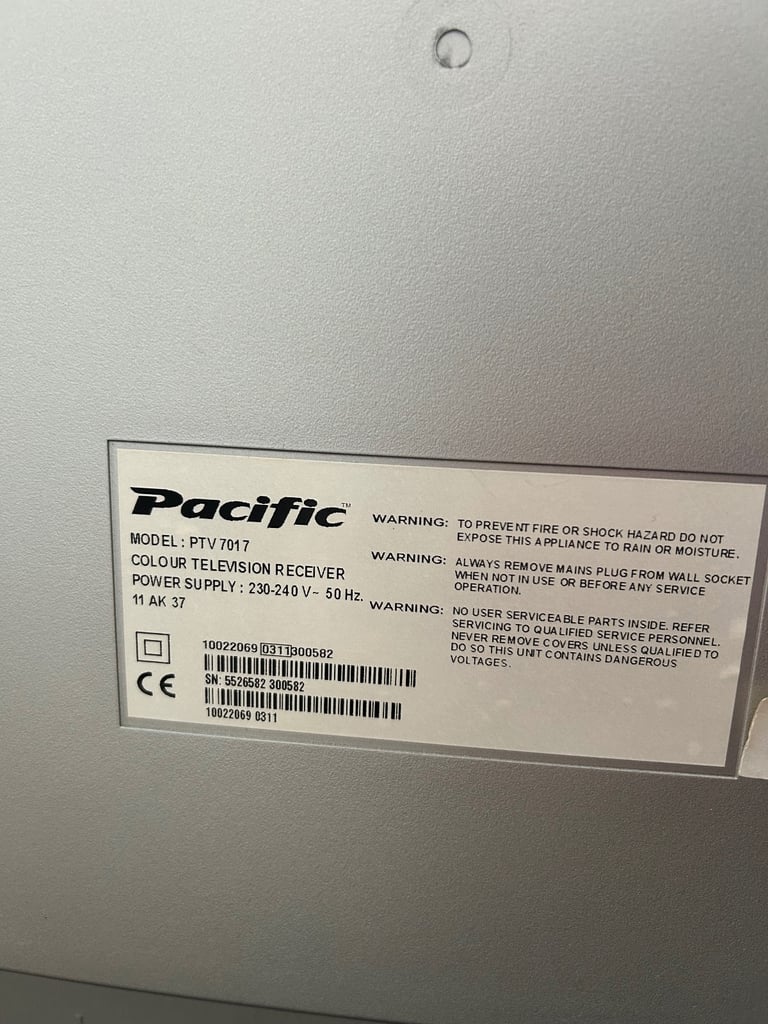 Pacific™
MODEL : PTV 7017
COLOUR TELEVISION RECEIVER
POWER SUPPLY : 230-240 V~ 50 Hz.
11 AK 37
CE
10022069 0311 300582
SN: 5526582 300582
10022069 0311
WARNING: TO PREVENT FIRE OR SHOCK HAZARD DO NOT
EXPOSE THIS APPLIANCE TO RAIN OR MOISTURE.
WARNING: ALWAYS REMOVE MAINS PLUG FROM WALL SOCKET
WHEN NOT IN USE OR BEFORE ANY SERVICE
OPERATION.
WARNING: NO USER SERVICEABLE PARTS INSIDE. REFER
SERVICING TO QUALIFIED SERVICE PERSONNEL.
NEVER REMOVE COVERS UNLESS QUALIFIED TO
DO SO THIS UNIT CONTAINS DANGEROUS
VOLTAGES.